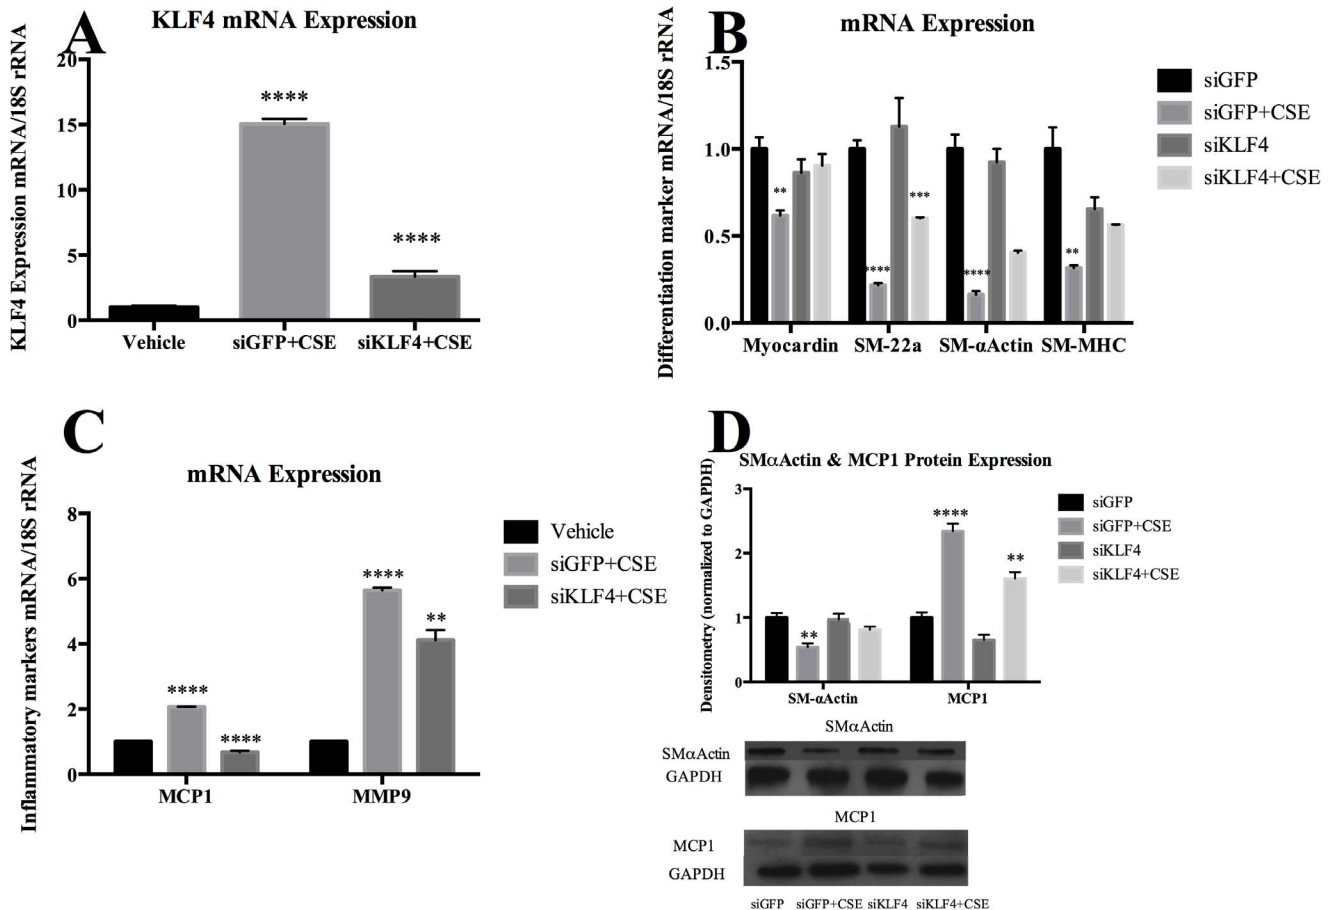 A
KLF4 mRNA Expression
KLF4 Expression mRNA/18S rRNA
20
15
10
5
0
****
****
Vehicle
siGFP+CSE
siKLF4+CSE
B
mRNA Expression
Differentiation marker mRNA/18S rRNA
1.5
1.0
0.5
0.0
**
****
***
****
**
Myocardin
SM-22a
SM-αActin
SM-MHC
siGFP
siGFP+CSE
siKLF4
siKLF4+CSE
C
mRNA Expression
Inflammatory markers mRNA/18S rRNA
8
6
4
2
0
****
****
****
**
MCP1
MMP9
Vehicle
siGFP+CSE
siKLF4+CSE
D
SMαActin & MCP1 Protein Expression
Densitometry (normalized to GAPDH)
3
2
1
0
**
****
**
SM-αActin
MCP1
siGFP
siGFP+CSE
siKLF4
siKLF4+CSE
SMαActin
SMαActin
GAPDH
MCP1
MCP1
GAPDH
siGFP siGFP+CSE siKLF4 siKLF4+CSE